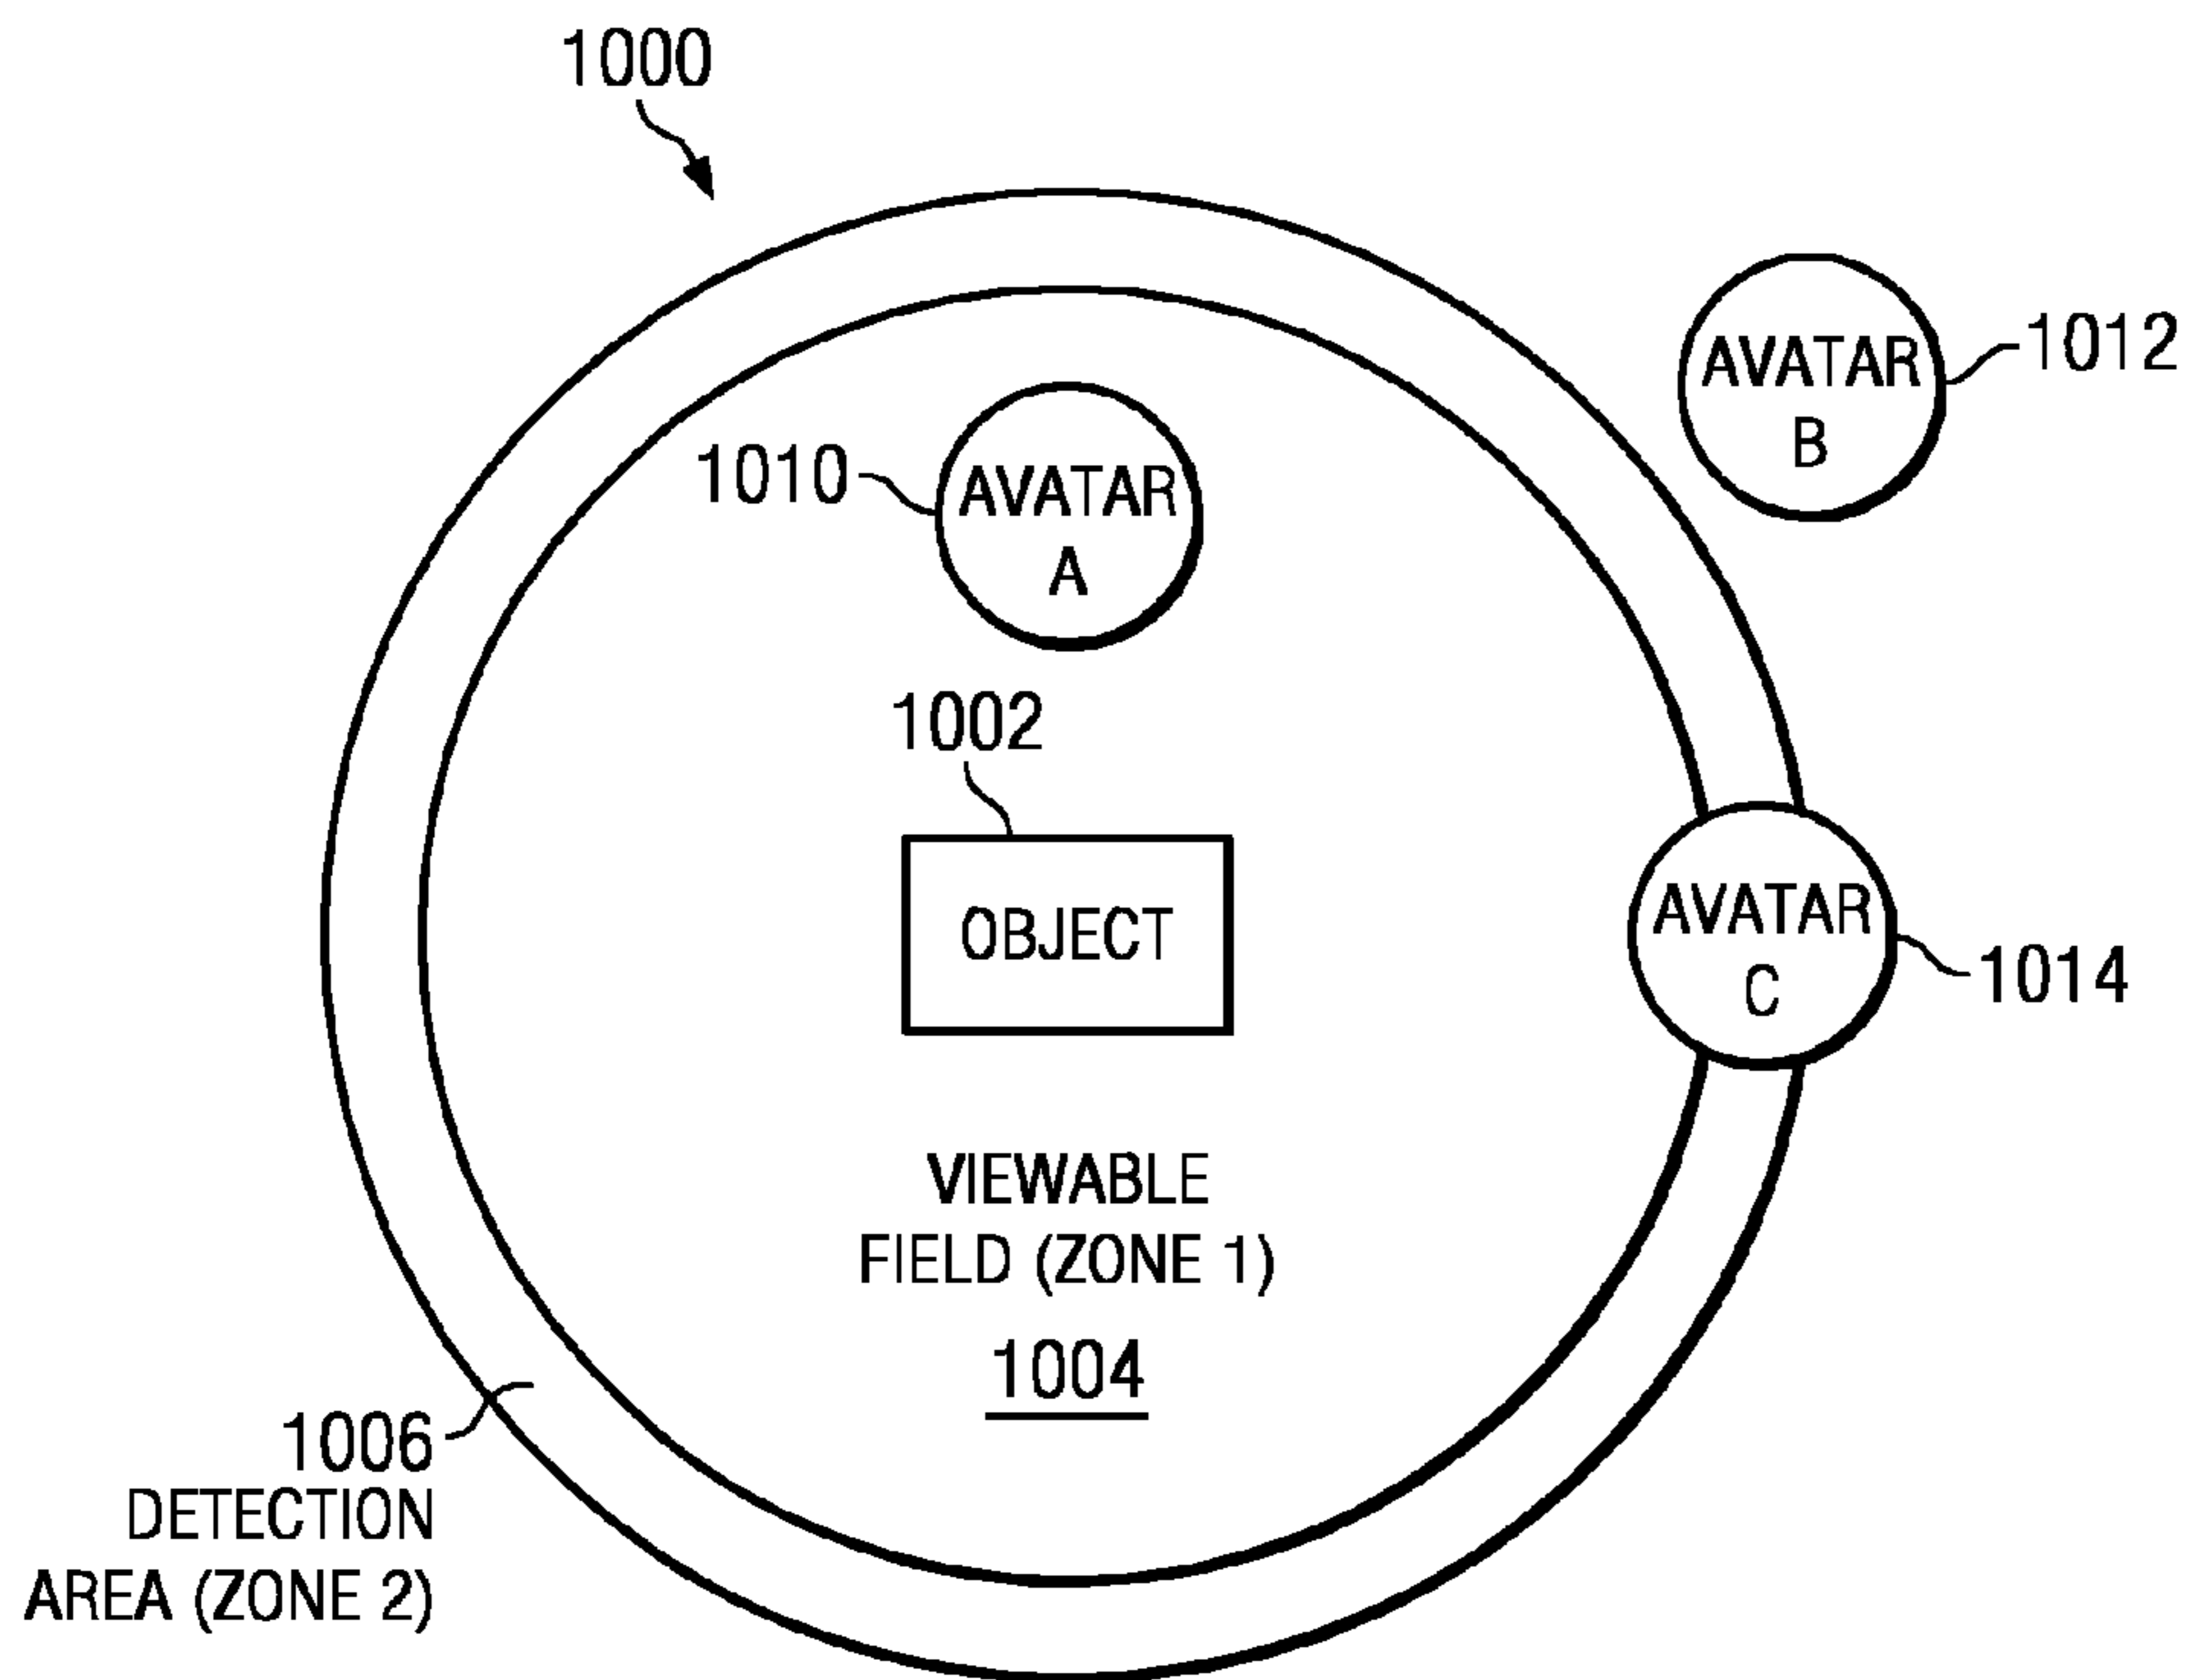 1000
AVATAR
B
1012
1010
AVATAR
A
1002
OBJECT
AVATAR
C
1014
VIEWABLE
FIELD (ZONE 1)
1004
1006
DETECTION
AREA (ZONE 2)